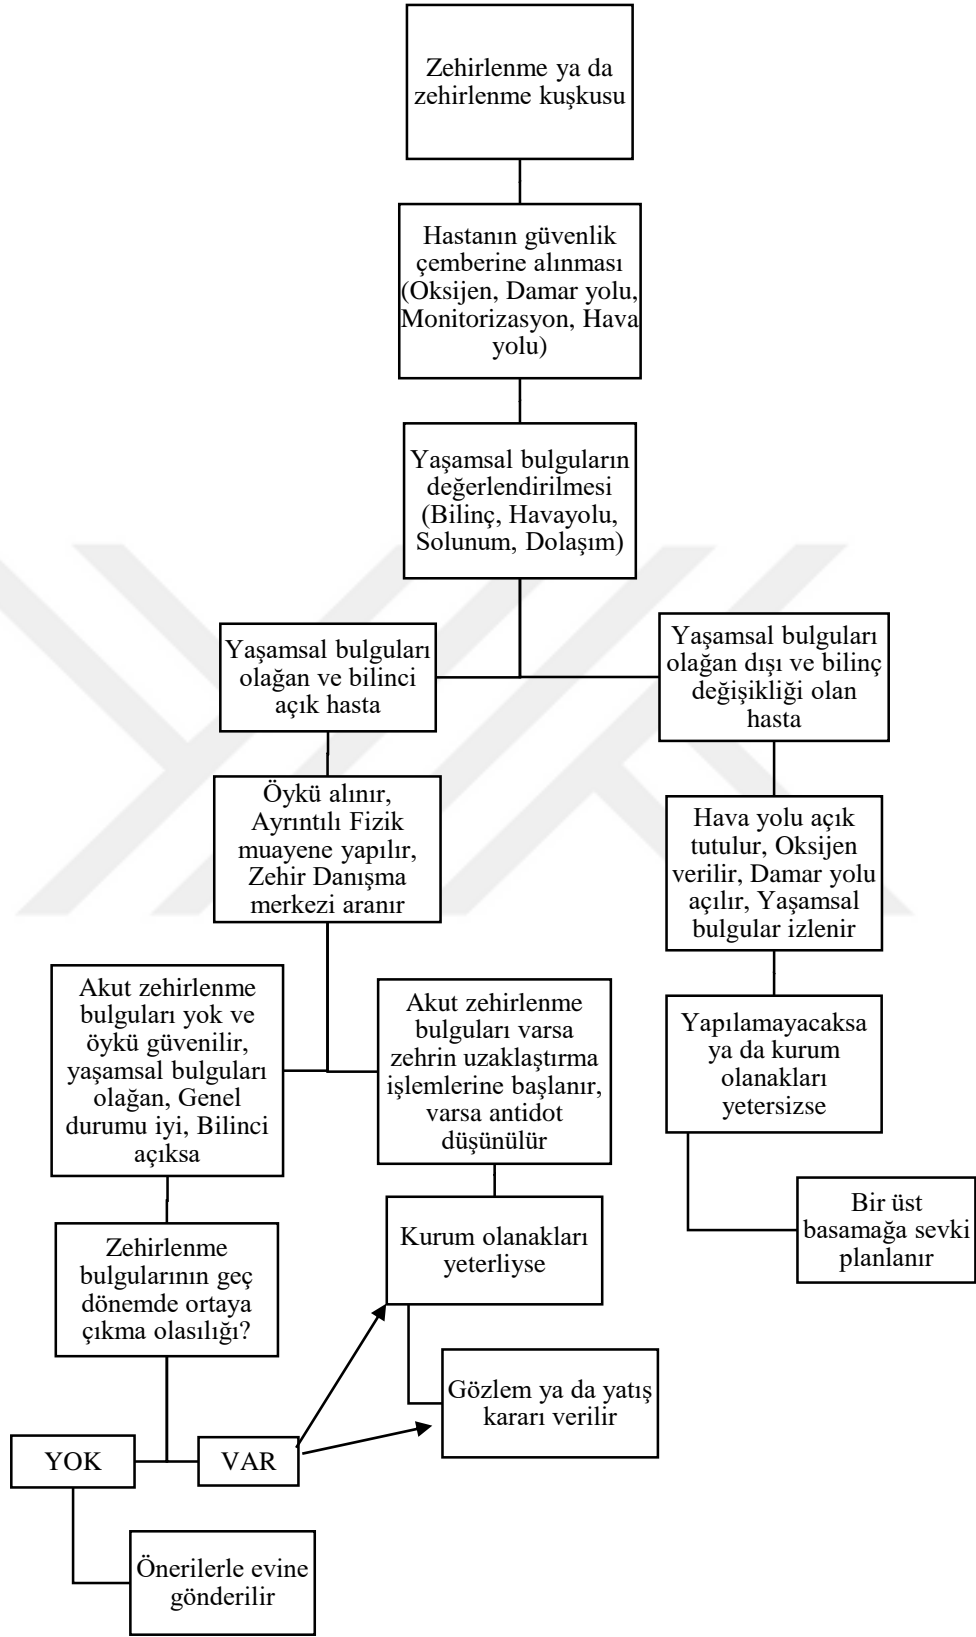 Zehirlenme ya da
zehirlenme kuşkusu
Hastanın güvenlik
çemberine alınması
(Oksijen, Damar yolu,
Monitorizasyon, Hava
yolu)
Yaşamsal bulguların
değerlendirilmesi
(Bilinç, Havayolu,
Solunum, Dolaşım)
Yaşamsal bulguları
olağan ve bilinci
açık hasta
Yaşamsal bulguları
olağan dışı ve bilinç
değişikliği olan
hasta
Öykü alınır,
Ayrıntılı Fizik
muayene yapılır,
Zehir Danışma
merkezi aranır
Hava yolu açık
tutulur, Oksijen
verilir, Damar yolu
açılır, Yaşamsal
bulgular izlenir
Akut zehirlenme
bulguları yok ve
öykü güvenilir,
yaşamsal bulguları
olağan, Genel
durumu iyi, Bilinci
açıksa
Akut zehirlenme
bulguları varsa
zehrin uzaklaştırma
işlemlerine başlanır,
varsa antidot
düşünülür
Yapılamayacaksa
ya da kurum
olanakları
yetersizse
Bir üst
basamağa sevki
planlanır
Zehirlenme
bulgularının geç
dönemde ortaya
çıkma olasılığı?
Kurum olanakları
yeterliyse
Gözlem ya da yatış
kararı verilir
YOK
VAR
Önerilerle evine
gönderilir